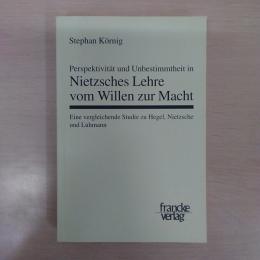 Stephan Körnig
Perspektivität und Unbestimmtheit in
Nietzsches Lehre
vom Willen zur Macht
Eine vergleichende Studie zu Hegel, Nietzsche
und Luhmann
francke
verlag